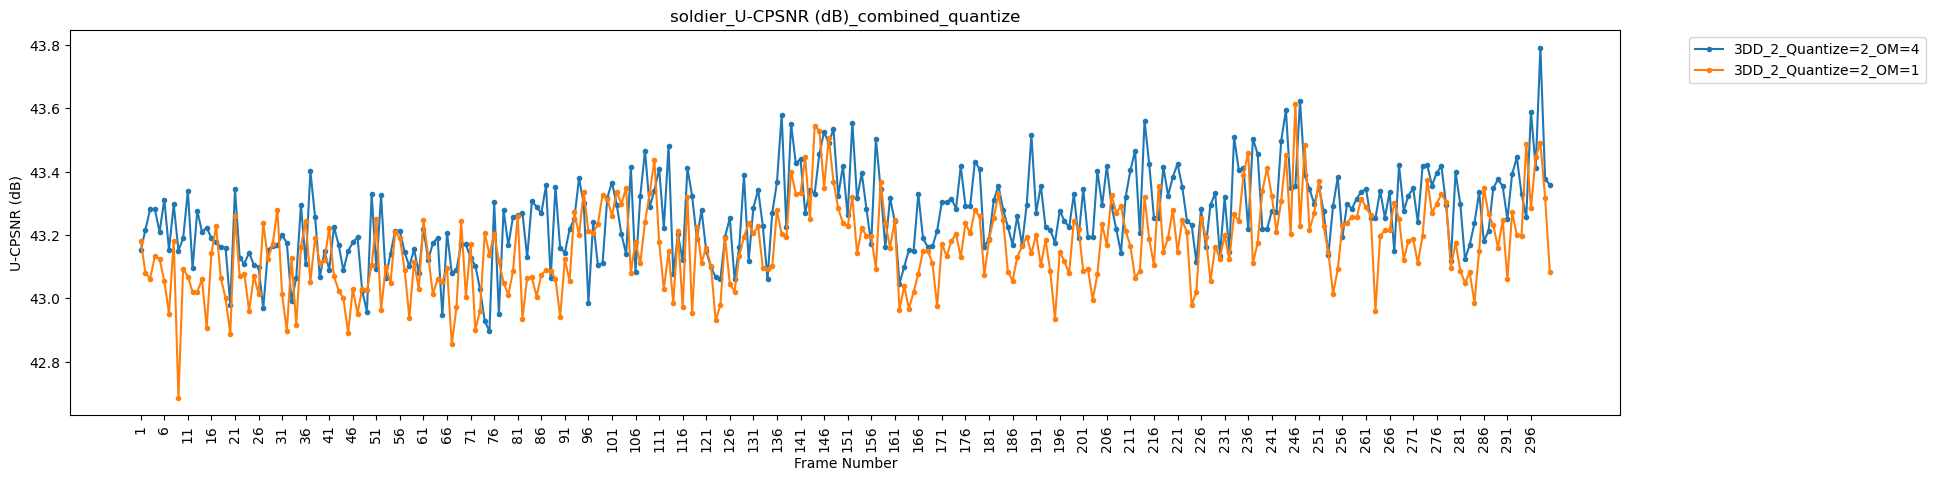 soldier_U-CPSNR (dB)_combined_quantize
3DD_2_Quantize=2_OM=4
3DD_2_Quantize=2_OM=1
U-CPSNR (dB)
43.8
43.6
43.4
43.2
43.0
42.8
1 6 11 16 21 26 31 36 41 46 51 56 61 66 71 76 81 86 91 96 101 106 111 116 121 126 131 136 141 146 151 156 161 166 171 176 181 186 191 196 201 206 211 216 221 226 231 236 241 246 251 256 261 266 271 276 281 286 291 296
Frame Number